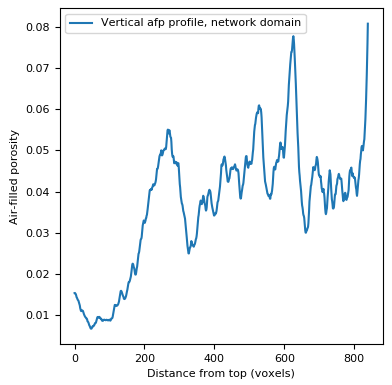 Vertical afp profile, network domain
0.08
0.07
0.06
0.05
0.04
0.03
0.02
0.01
Air-filled porosity
0 200 400 600 800
Distance from top (voxels)